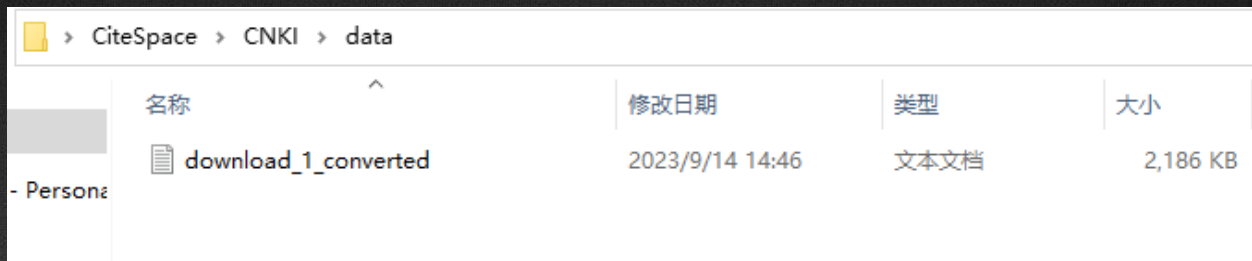 CiteSpace > CNKI > data
名称 修改日期 类型 大小
download_1_converted 2023/9/14 14:46 文本文档 2,186 KB
- Persona